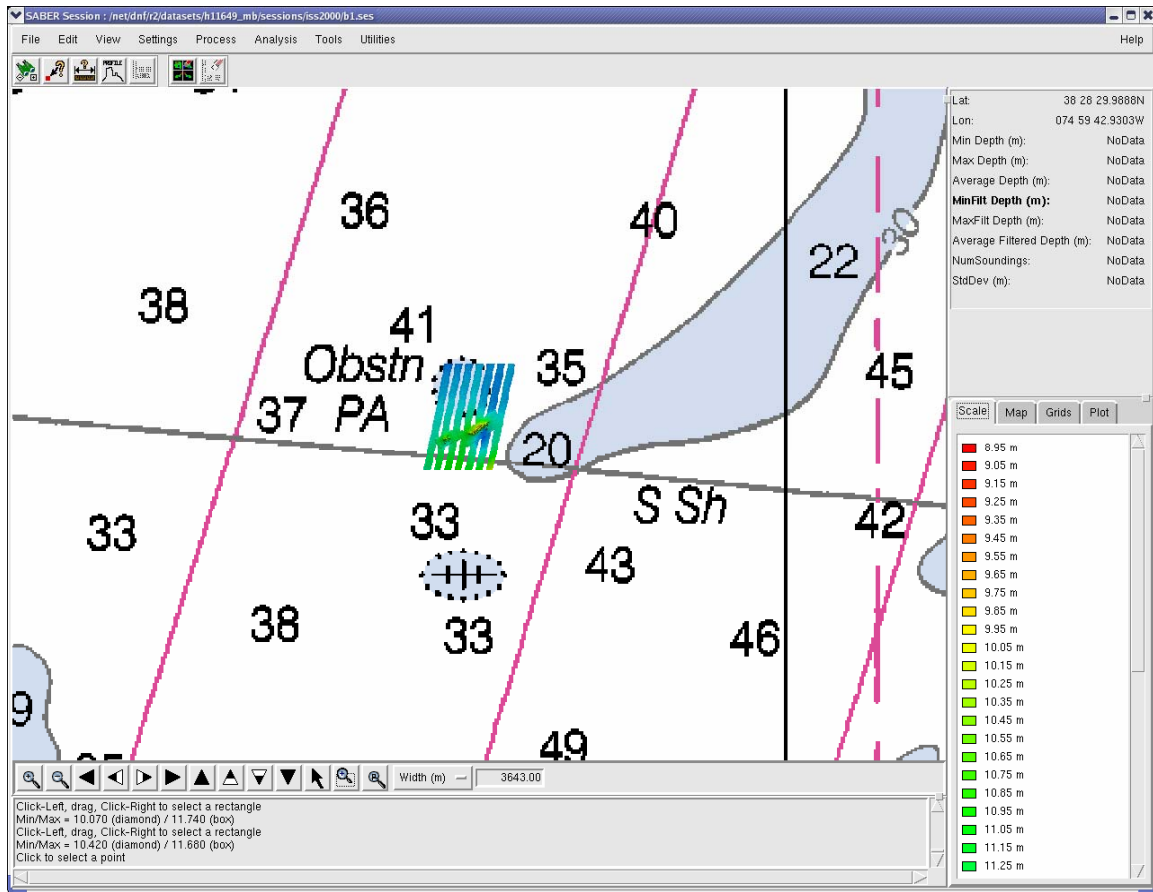 SABER Session : /net/dnf/r2/datasets/h11649_mb/sessions/iss2000/b1.ses
File Edit View Settings Process Analysis Tools Utilities Help
PROFILE
Lat: 38 28 29.9888N
Lon: 074 59 42.9303W
Min Depth (m): NoData
Max Depth (m): NoData
Average Depth (m): NoData
MinFilt Depth (m): NoData
MaxFilt Depth (m): NoData
Average Filtered Depth (m): NoData
NumSoundings: NoData
StdDev (m): NoData
36
40
30
22
38
41
Obstn
35
45
37 PA
20
S Sh
42
33
33
43
38
33
46
9
49
Scale Map Grids Plot
8.95 m
9.05 m
9.15 m
9.25 m
9.35 m
9.45 m
9.55 m
9.65 m
9.75 m
9.85 m
9.95 m
10.05 m
10.15 m
10.25 m
10.35 m
10.45 m
10.55 m
10.65 m
10.75 m
10.85 m
10.95 m
11.05 m
11.15 m
11.25 m
Width (m) 3643.00
Click-Left, drag, Click-Right to select a rectangle
Min/Max = 10.070 (diamond) / 11.740 (box)
Click-Left, drag, Click-Right to select a rectangle
Min/Max = 10.420 (diamond) / 11.680 (box)
Click to select a point